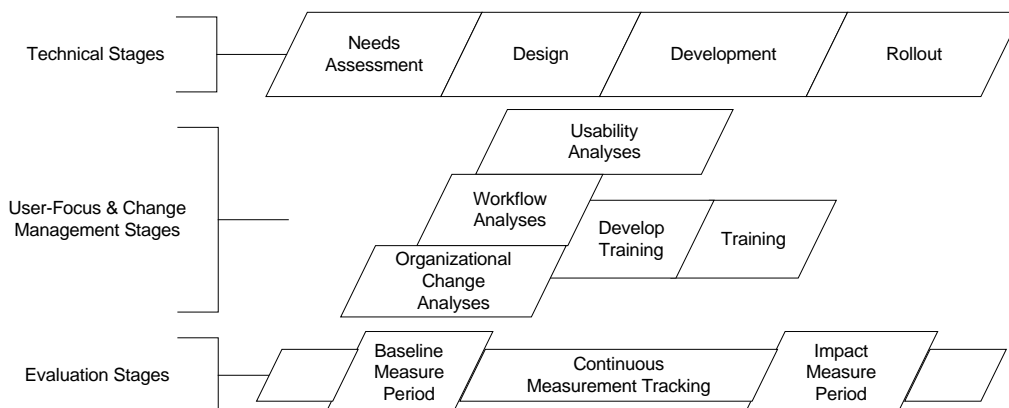 Technical Stages
Needs
Assessment
Design
Development
Rollout
User-Focus & Change
Management Stages
Usability
Analyses
Workflow
Analyses
Organizational
Change
Analyses
Develop
Training
Training
Evaluation Stages
Baseline
Measure
Period
Continuous
Measurement Tracking
Impact
Measure
Period